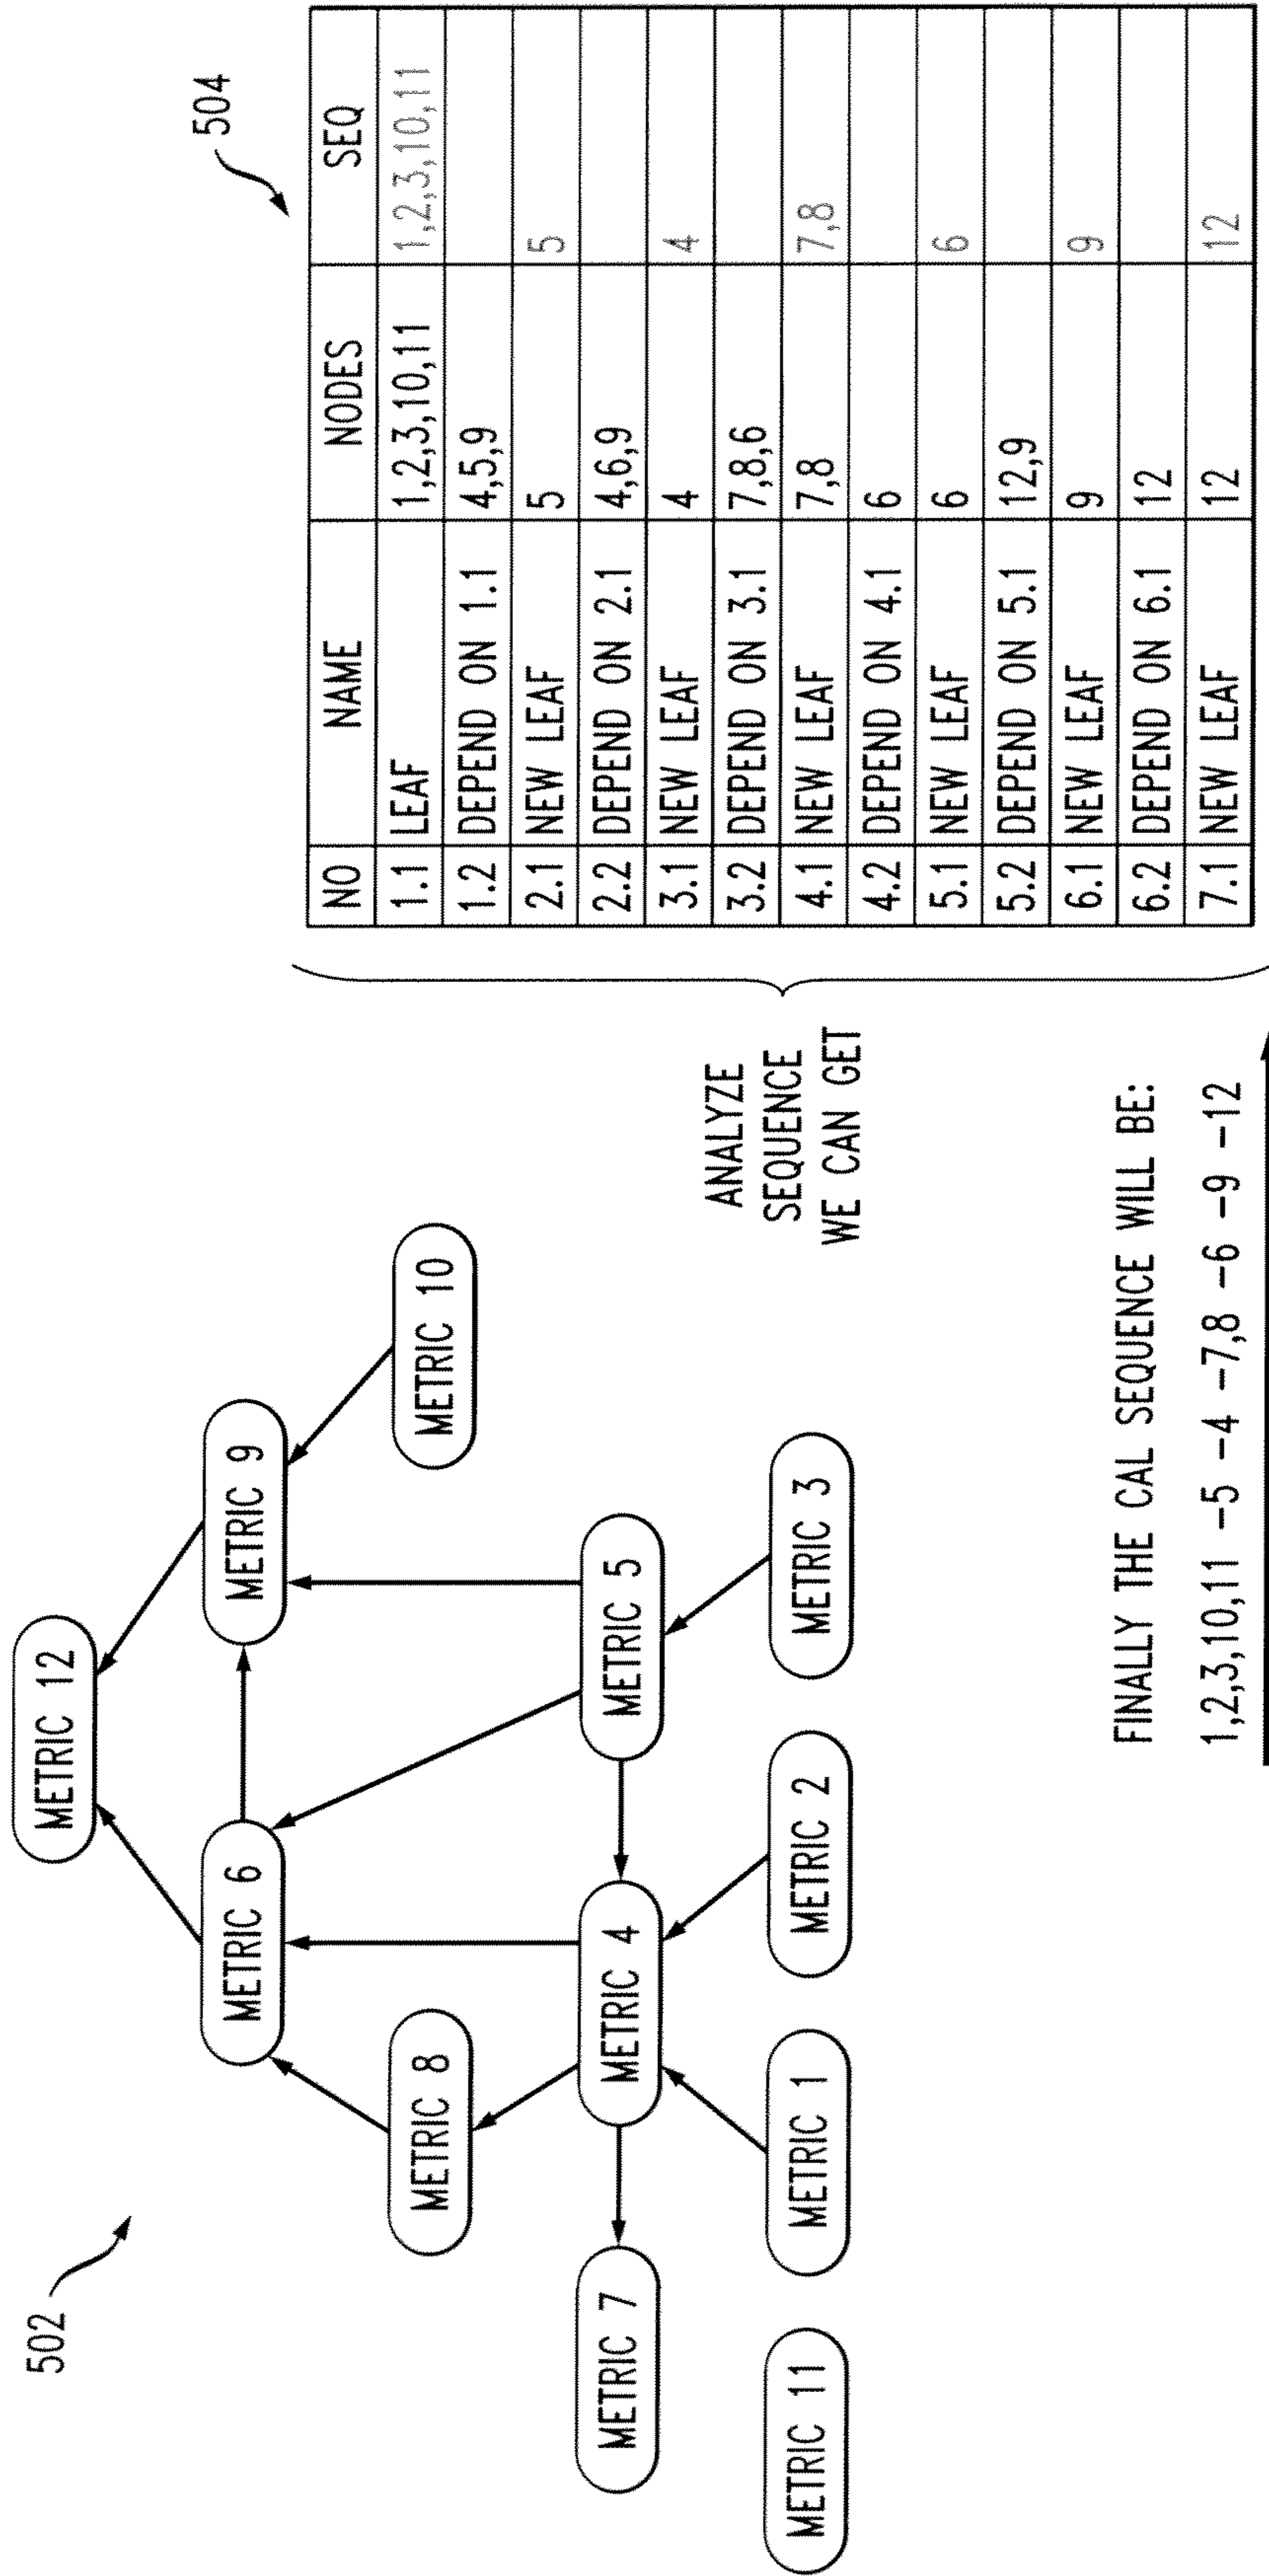 502
METRIC 12
METRIC 6
METRIC 9
METRIC 8
METRIC 10
METRIC 7
METRIC 4
METRIC 5
METRIC 11
METRIC 1
METRIC 2
METRIC 3
ANALYZE
SEQUENCE
WE CAN GET
504
NO NAME NODES SEQ
1.1 LEAF 1,2,3,10,11 1,2,3,10,11
1.2 DEPEND ON 1.1 4,5,9
2.1 NEW LEAF 5 5
2.2 DEPEND ON 2.1 4,6,9
3.1 NEW LEAF 4 4
3.2 DEPEND ON 3.1 7,8,6
4.1 NEW LEAF 7,8 7,8
4.2 DEPEND ON 4.1 6
5.1 NEW LEAF 6 6
5.2 DEPEND ON 5.1 12,9
6.1 NEW LEAF 9 9
6.2 DEPEND ON 6.1 12
7.1 NEW LEAF 12 12
FINALLY THE CAL SEQUENCE WILL BE:
1,2,3,10,11 -5 -4 -7,8 -6 -9 -12